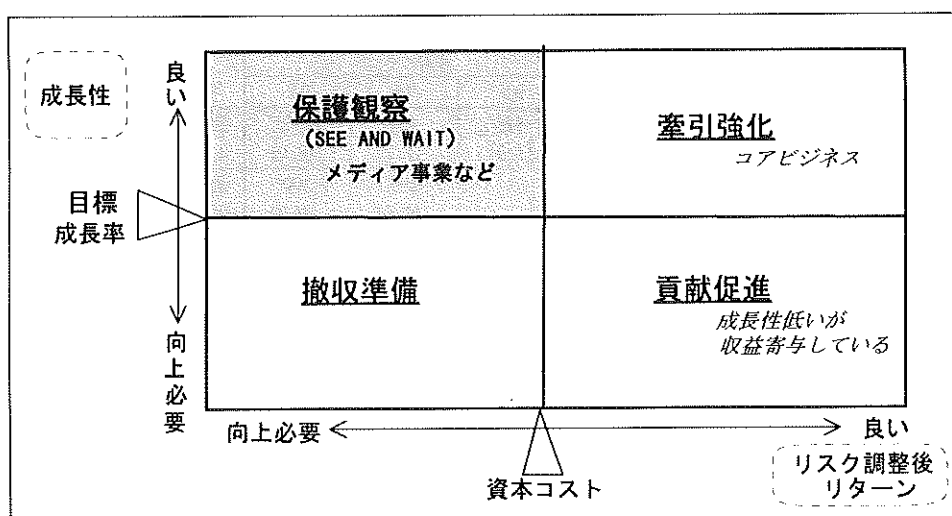 成長性
良い
保護観察
(SEE AND WAIT)
メディア事業など
牽引強化
コアビジネス
目標
成長率
撤収準備
貢献促進
成長性低いが
収益寄与している
向上必要
向上必要
良い
資本コスト
リスク調整後
リターン